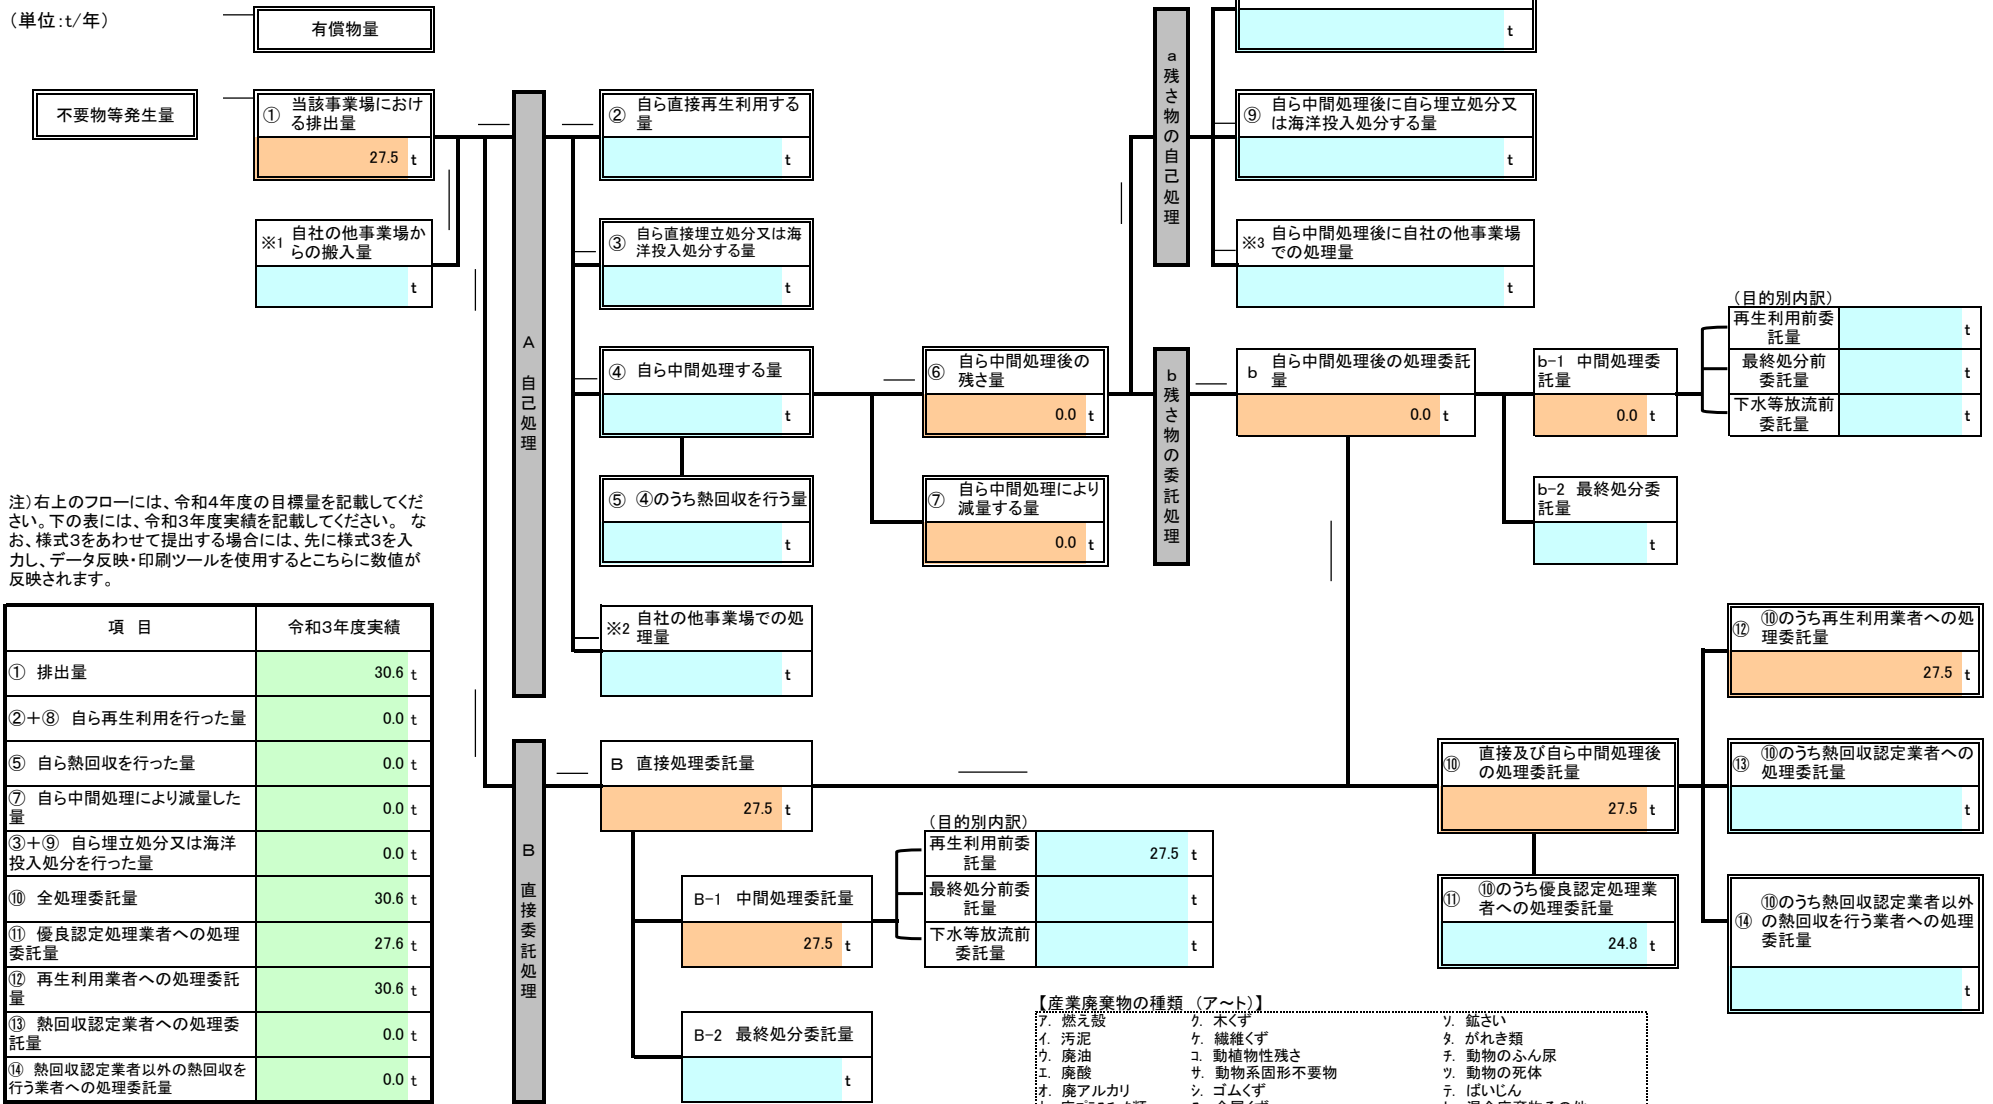 （単位：t/年）
有償物量
不要物等発生量
① 当該事業場におけ
る排出量
27.5 t
※1 自社の他事業場か
らの搬入量
t
A 自己処理
② 自ら直接再生利用する
量
t
③ 自ら直接埋立処分又は海
洋投入処分する量
t
④ 自ら中間処理する量
t
⑤ ④のうち熱回収を行う量
t
※2 自社の他事業場での処
理量
t
⑥ 自ら中間処理後の
残さ量
0.0 t
⑦ 自ら中間処理により
減量する量
0.0 t
a 残さ物の自己処理
t
⑨ 自ら中間処理後に自ら埋立処分又
は海洋投入処分する量
t
※3 自ら中間処理後に自社の他事業場
での処理量
t
b 残さ物の委託処理
b 自ら中間処理後の処理委託
量
0.0 t
b-1 中間処理委
託量
0.0 t
（目的別内訳）
再生利用前委
託量
t
最終処分前
委託量
t
下水等放流前
委託量
t
b-2 最終処分委
託量
t
注）右上のフローには、令和4年度の目標量を記載してくだ
さい。下の表には、令和3年度実績を記載してください。 な
お、様式3をあわせて提出する場合には、先に様式3を入
力し、データ反映・印刷ツールを使用するとこちらに数値が
反映されます。
項 目 令和3年度実績
① 排出量 30.6 t
②＋⑧ 自ら再生利用を行った量 0.0 t
⑤ 自ら熱回収を行った量 0.0 t
⑦ 自ら中間処理により減量した
量 0.0 t
③＋⑨ 自ら埋立処分又は海洋
投入処分を行った量 0.0 t
⑩ 全処理委託量 30.6 t
⑪ 優良認定処理業者への処理
委託量 27.6 t
⑫ 再生利用業者への処理委託
量 30.6 t
⑬ 熱回収認定業者への処理委
託量 0.0 t
⑭ 熱回収認定業者以外の熱回収を
行う業者への処理委託量 0.0 t
B 直接委託処理
B 直接処理委託量
27.5 t
B-1 中間処理委託量
27.5 t
（目的別内訳）
再生利用前委
託量
27.5 t
最終処分前委
託量
t
下水等放流前
委託量
t
B-2 最終処分委託量
t
⑩ 直接及び自ら中間処理後
の処理委託量
27.5 t
⑪ ⑩のうち優良認定処理業
者への処理委託量
24.8 t
⑫ ⑩のうち再生利用業者への処
理委託量
27.5 t
⑬ ⑩のうち熱回収認定業者への
処理委託量
t
⑭ ⑩のうち熱回収認定業者以外
の熱回収を行う業者への処理
委託量
t
【産業廃棄物の種類 （ア～ト）】
ア. 燃え殻 ク. 木くず ソ. 鉱さい
イ. 汚泥 ケ. 繊維くず タ. がれき類
ウ. 廃油 コ. 動植物性残さ チ. 動物のふん尿
エ. 廃酸 サ. 動物系固形不要物 ツ. 動物の死体
オ. 廃アルカリ シ. ゴムくず テ. ばいじん